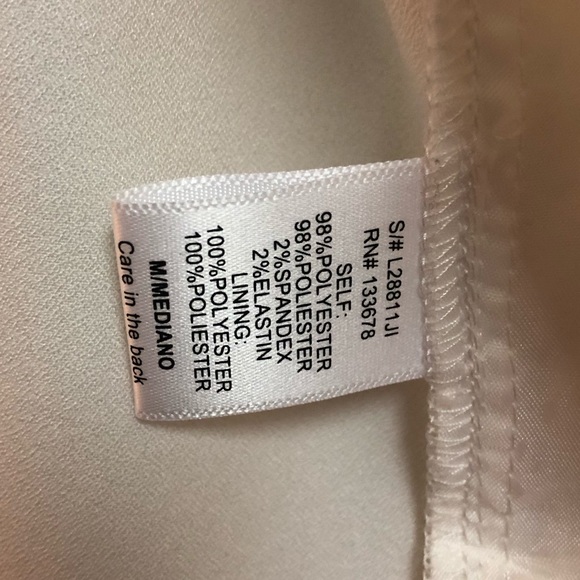 S/# L28811JI
RN# 133678
SELF:
98%POLYESTER
98%POLIESTER
2%SPANDEX
2%ELASTIN
LINING:
100%POLYESTER
100%POLIESTER
M/MEDIANO
Care in the back